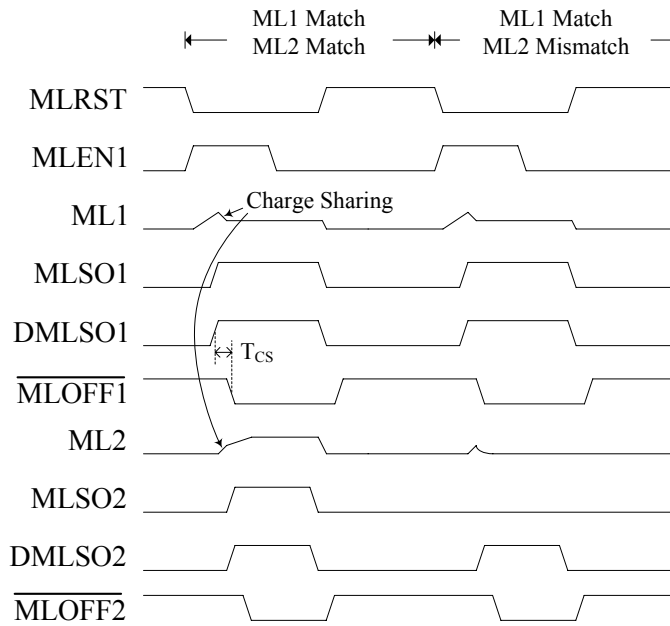 ML1 Match
ML2 Match
ML1 Match
ML2 Mismatch
MLRST
MLEN1
ML1
Charge Sharing
MLSO1
DMLSO1
TCS
MLOFF1
ML2
MLSO2
DMLSO2
MLOFF2